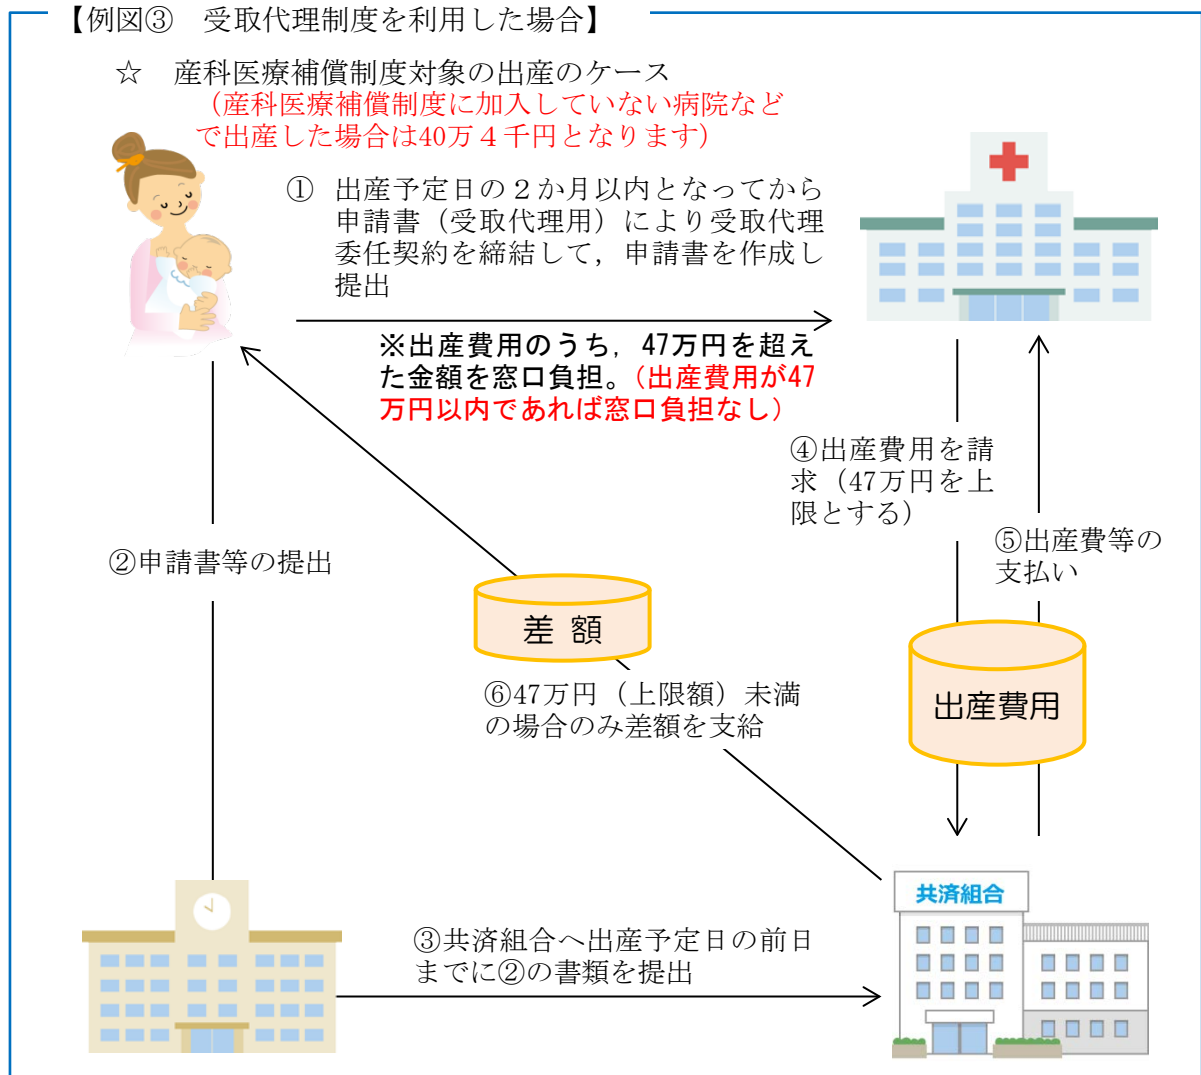 【例図③　受取代理制度を利用した場合】
☆　産科医療補償制度対象の出産のケース
（産科医療補償制度に加入していない病院など
で出産した場合は40万４千円となります）
①　出産予定日の２か月以内となってから
申請書（受取代理用）により受取代理
委任契約を締結して，申請書を作成し
提出
※出産費用のうち，47万円を超え
た金額を窓口負担。（出産費用が47
万円以内であれば窓口負担なし）
④出産費用を請
求（47万円を上
限とする）
⑤出産費等の
支払い
②申請書等の提出
差 額
⑥47万円（上限額）未満
の場合のみ差額を支給
出産費用
共済組合
③共済組合へ出産予定日の前日
までに②の書類を提出